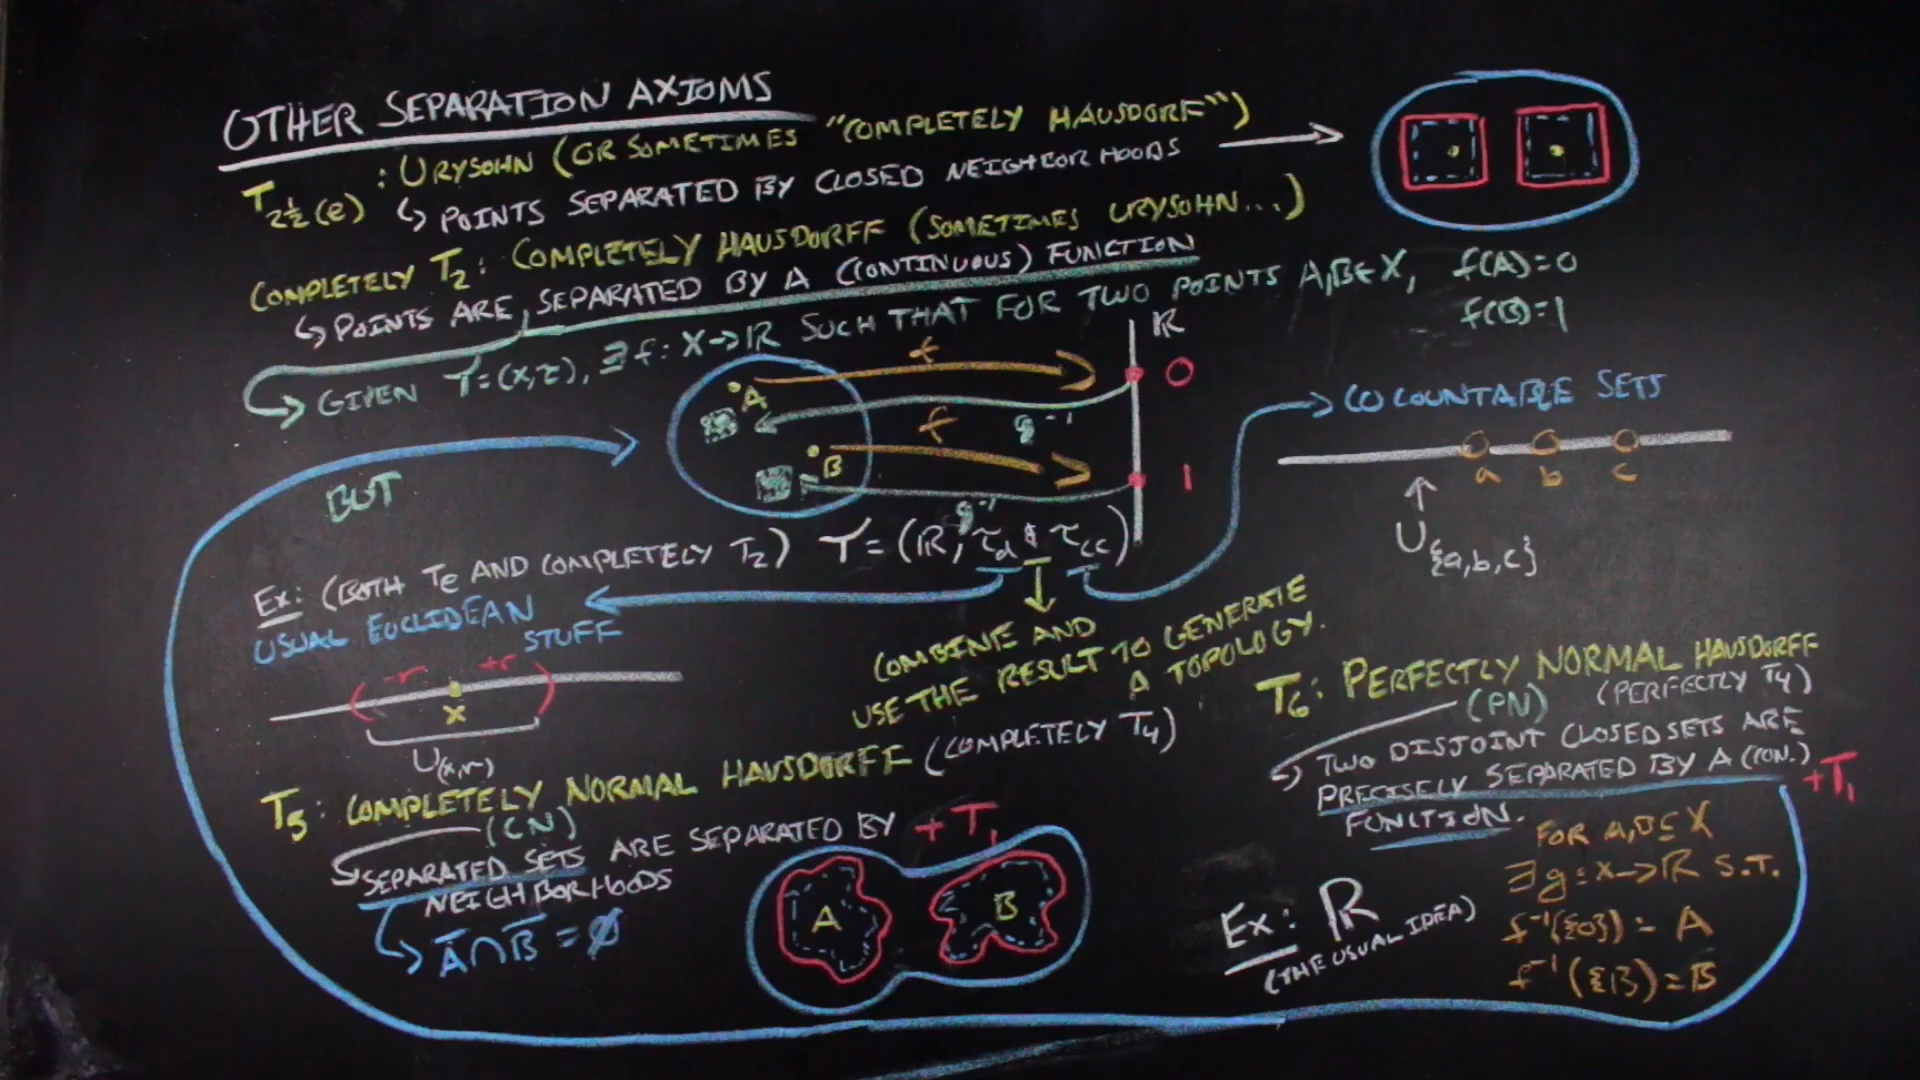 OTHER SEPARATION AXIOMS
T2½(e) : URYSOHN (OR SOMETIMES "COMPLETELY HAUSDORF")
↳ POINTS SEPARATED BY CLOSED NEIGHBORHOODS →
COMPLETELY T2: COMPLETELY HAUSDORFF (SOMETIMES URYSOHN...)
↳ POINTS ARE SEPARATED BY A (CONTINUOUS) FUNCTION
GIVEN T=(X,τ), ∃f: X→ℝ SUCH THAT FOR TWO POINTS A,B∈X, f(A)=0
f(B)=1
A
f
B
f
g⁻¹
g⁻¹
ℝ
0
1
BUT
COCOUNTABLE SETS
a b c
U{a,b,c}
Ex: (BOTH Te AND COMPLETELY T2) T=(ℝ, τd & τcc)
USUAL EUCLIDEAN
STUFF
-r +r
x
U(x,r)
COMBINE AND
USE THE RESULT TO GENERATE
A TOPOLOGY.
T5: COMPLETELY NORMAL HAUSDORFF (COMPLETELY T4)
(CN)
SEPARATED SETS ARE SEPARATED BY + T1
NEIGHBORHOODS
↳ A̅∩B̅ = ∅
A B
T6: PERFECTLY NORMAL HAUSDORFF
(PN) (PERFECTLY T4)
↳ TWO DISJOINT CLOSED SETS ARE
PRECISELY SEPARATED BY A (CON.) +T1
FUNCTION.
FOR A,B⊆X
∃g:X→ℝ S.T.
f⁻¹({0}) = A
f⁻¹({1}) = B
Ex: ℝ
(THE USUAL IDEA)